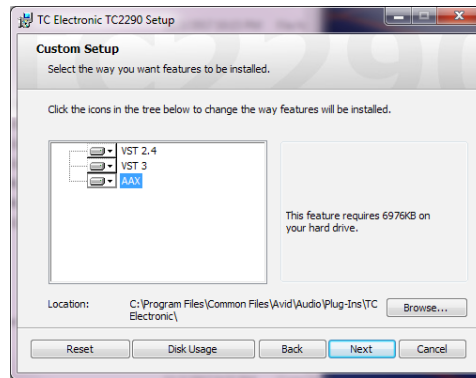 TC Electronic TC2290 Setup
Custom Setup
Select the way you want features to be installed.
TC2290
Click the icons in the tree below to change the way features will be installed.
VST 2.4
VST 3
AAX
This feature requires 6976KB on
your hard drive.
Location:
C:\Program Files\Common Files\Avid\Audio\Plug-Ins\TC
Electronic\
Browse...
Reset
Disk Usage
Back
Next
Cancel